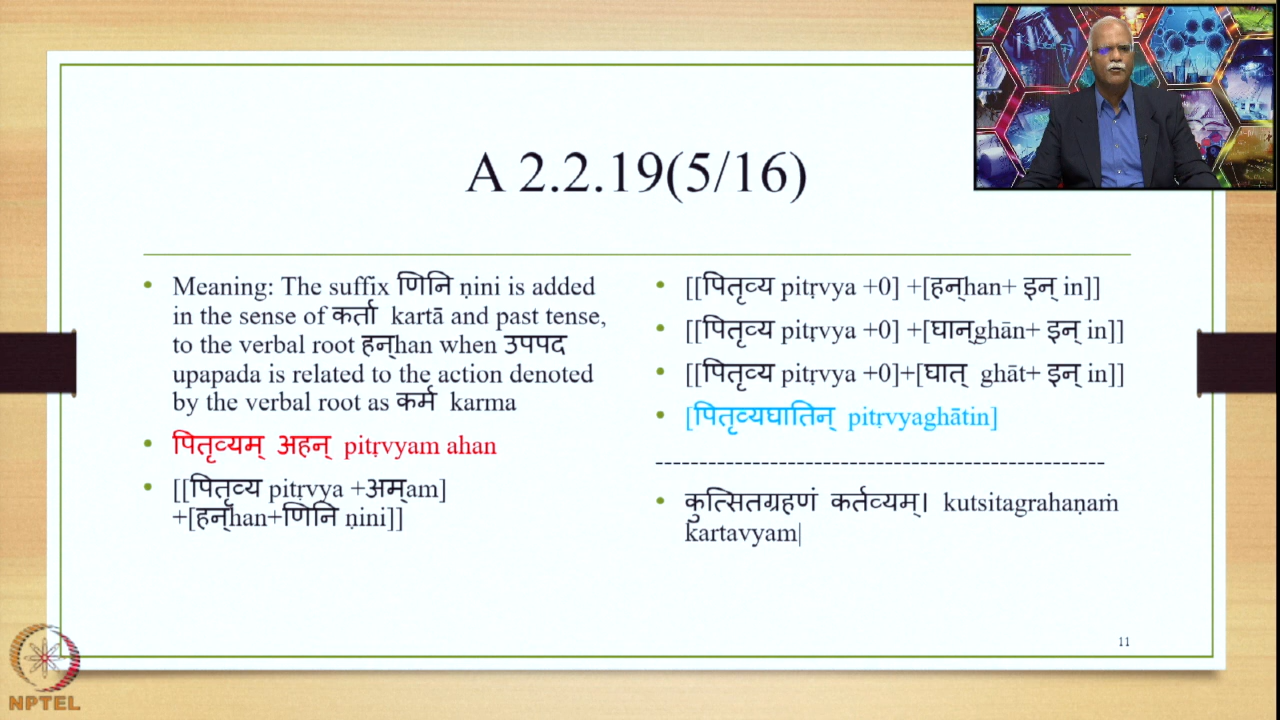 A 2.2.19(5/16)
Meaning: The suffix णिनि ṇini is added
in the sense of कर्ता kartā and past tense,
to the verbal root हन्han when उपपद
upapada is related to the action denoted
by the verbal root as कर्म karma
पितृव्यम् अहन् pitṛvyam ahan
[[पितृव्य pitṛvya +अम्am]
+[हन्han+णिनि ṇini]]
[[पितृव्य pitṛvya +0] +[हन्han+ इन् in]]
[[पितृव्य pitṛvya +0] +[घान्ghān+ इन् in]]
[[पितृव्य pitṛvya +0]+[घात् ghāt+ इन् in]]
[पितृव्यघातिन् pitṛvyaghātin]
---------------------------------------------------
कुत्सितग्रहणं कर्तव्यम्। kutsitagrahaṇaṁ
kartavyam|
11
NPTEL